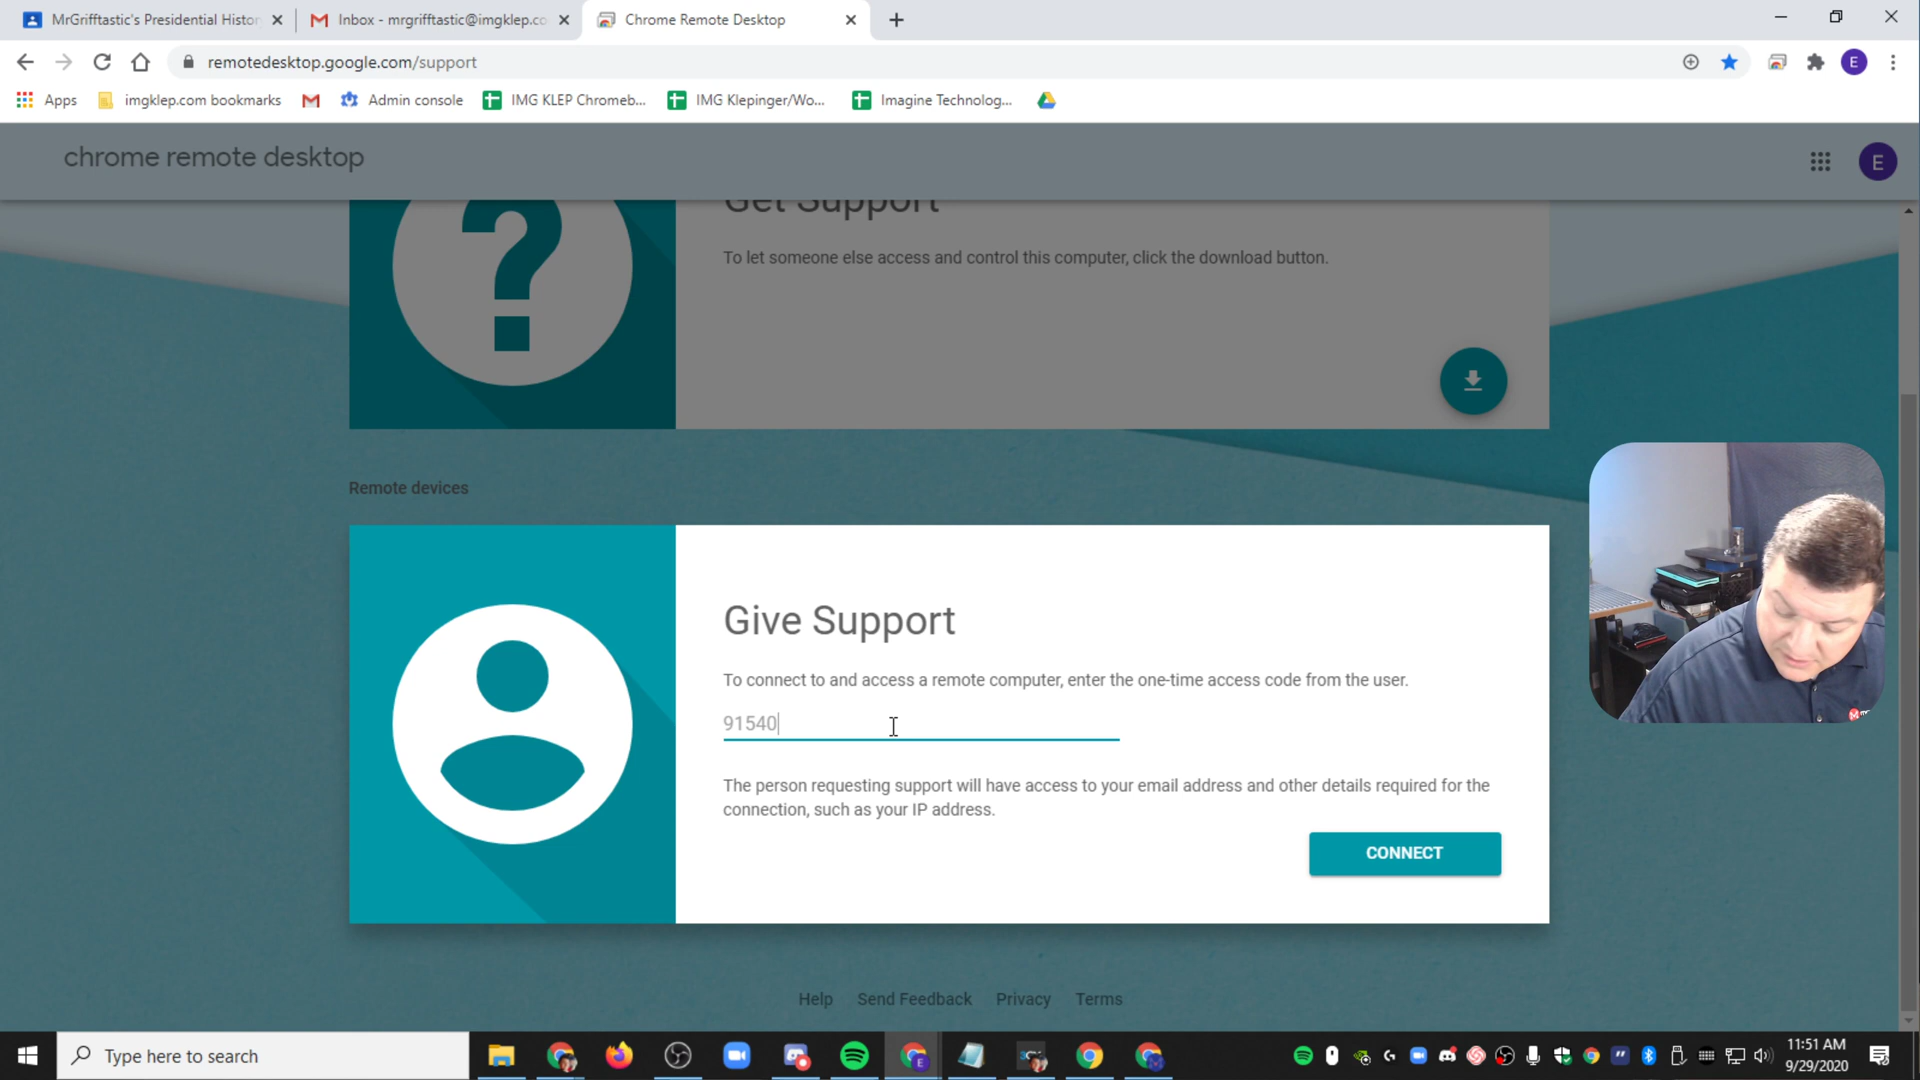 MrGrifftastic's Presidential Histor
Inbox - mrgrifftastic@imgklep.co
Chrome Remote Desktop
remotedesktop.google.com/support
E
Apps
imgklep.com bookmarks
Admin console
IMG KLEP Chromeb...
IMG Klepinger/Wo...
Imagine Technolog...
chrome remote desktop
E
Get Support
To let someone else access and control this computer, click the download button.
Remote devices
Give Support
To connect to and access a remote computer, enter the one-time access code from the user.
91540
The person requesting support will have access to your email address and other details required for the
connection, such as your IP address.
CONNECT
Help Send Feedback Privacy Terms
Type here to search
11:51 AM
9/29/2020